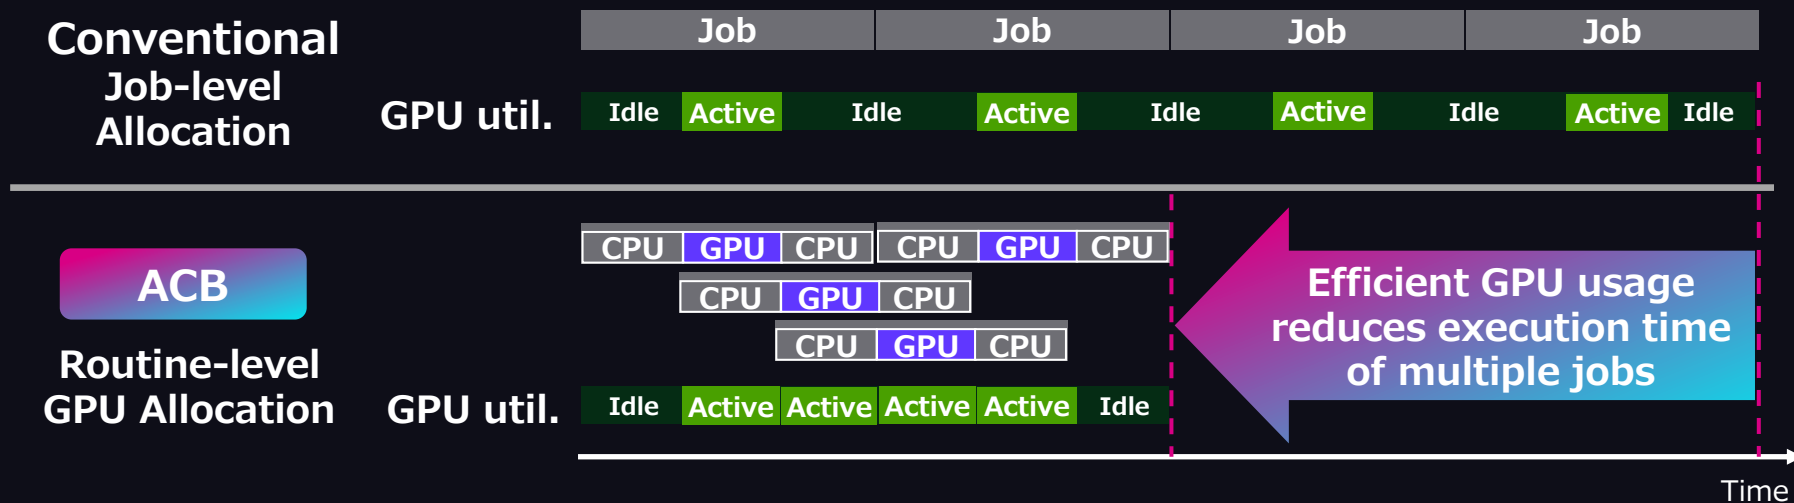 Conventional
Job-level
Allocation
Job Job Job Job
GPU util.
Idle Active Idle Active Idle Active Idle Active Idle
ACB
Routine-level
GPU Allocation
CPU GPU CPU CPU GPU CPU
CPU GPU CPU
CPU GPU CPU
GPU util.
Idle Active Active Active Active Idle
Efficient GPU usage
reduces execution time
of multiple jobs
Time